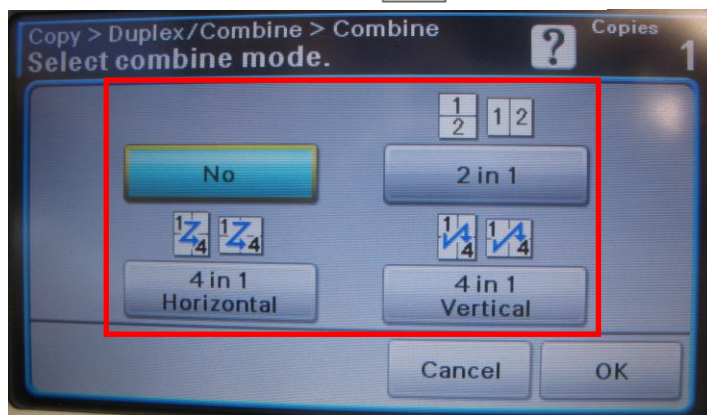 Copy > Duplex/Combine > Combine
Select combine mode.
?
Copies
1
1
2
1 2
No
2 in 1
1 4
1 4
1 4
1 4
4 in 1
Horizontal
4 in 1
Vertical
Cancel
OK